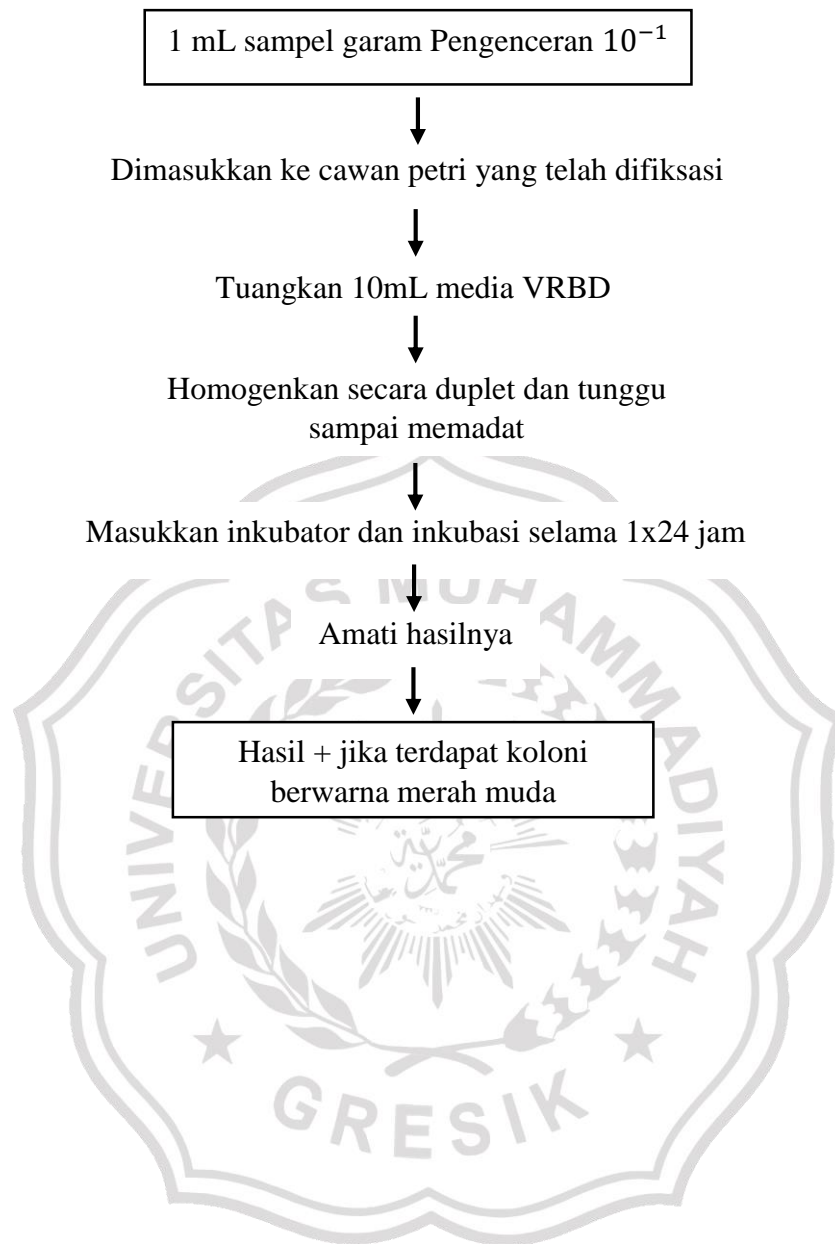 1 mL sampel garam Pengenceran 10⁻¹
Dimasukkan ke cawan petri yang telah difiksasi
Tuangkan 10mL media VRBD
Homogenkan secara duplet dan tunggu
sampai memadat
Masukkan inkubator dan inkubasi selama 1x24 jam
Amati hasilnya
Hasil + jika terdapat koloni
berwarna merah muda
UNIVERSITAS MUHAMMADIYAH
GRESIK